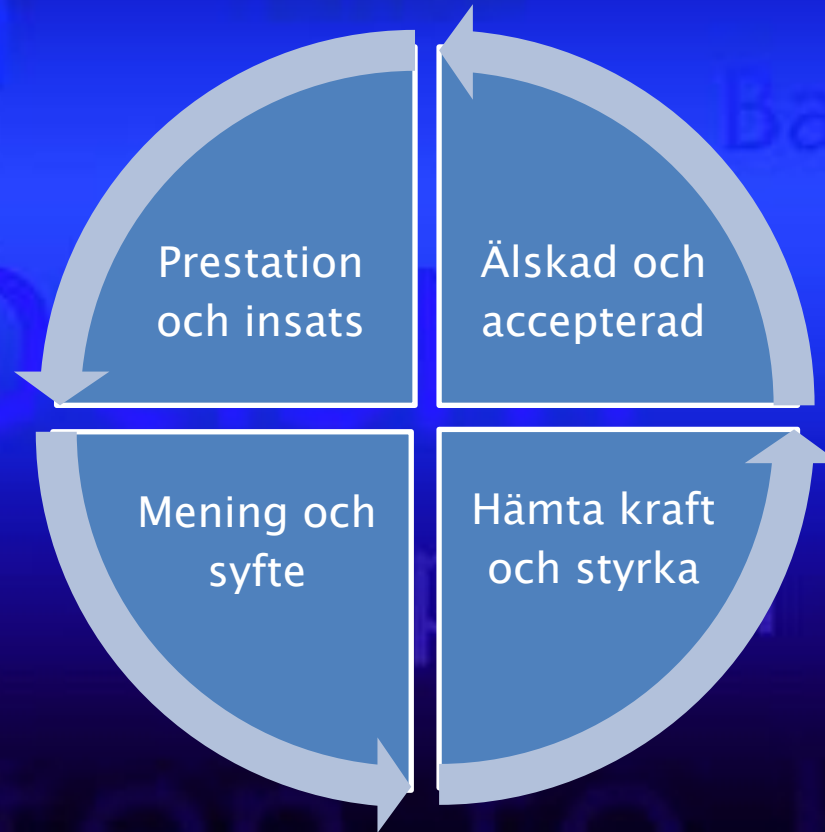 Prestation
och insats
Älskad och
accepterad
Mening och
syfte
Hämta kraft
och styrka